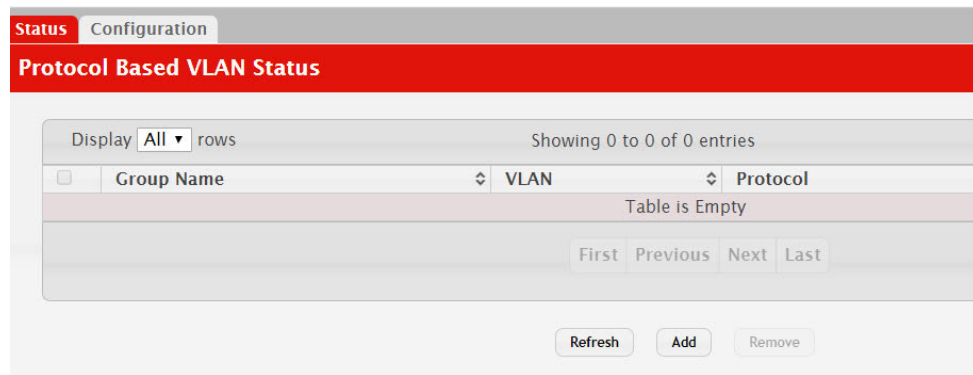 Status Configuration
Protocol Based VLAN Status
Display All rows Showing 0 to 0 of 0 entries
Group Name VLAN Protocol
Table is Empty
First Previous Next Last
Refresh Add Remove